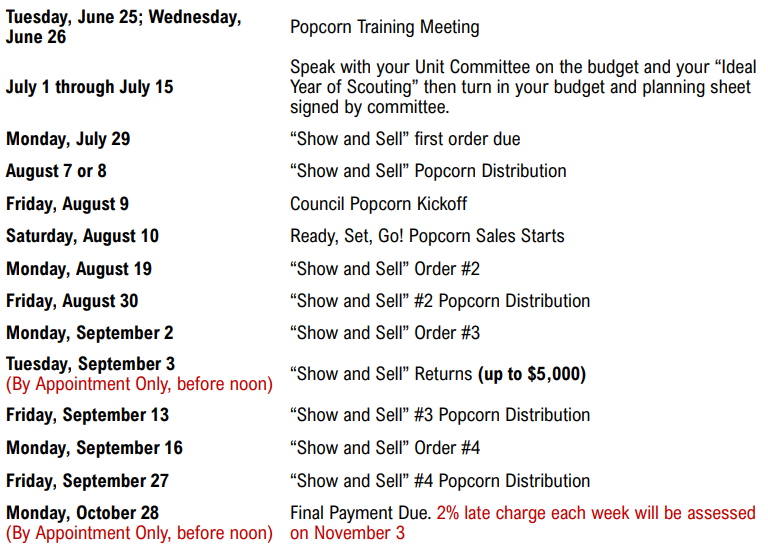 Tuesday, June 25; Wednesday,
June 26
Popcorn Training Meeting
July 1 through July 15
Speak with your Unit Committee on the budget and your “Ideal
Year of Scouting” then turn in your budget and planning sheet
signed by committee.
Monday, July 29
“Show and Sell” first order due
August 7 or 8
“Show and Sell” Popcorn Distribution
Friday, August 9
Council Popcorn Kickoff
Saturday, August 10
Ready, Set, Go! Popcorn Sales Starts
Monday, August 19
“Show and Sell” Order #2
Friday, August 30
“Show and Sell” #2 Popcorn Distribution
Monday, September 2
“Show and Sell” Order #3
Tuesday, September 3
(By Appointment Only, before noon)
“Show and Sell” Returns (up to $5,000)
Friday, September 13
“Show and Sell” #3 Popcorn Distribution
Monday, September 16
“Show and Sell” Order #4
Friday, September 27
“Show and Sell” #4 Popcorn Distribution
Monday, October 28
(By Appointment Only, before noon)
Final Payment Due. 2% late charge each week will be assessed
on November 3